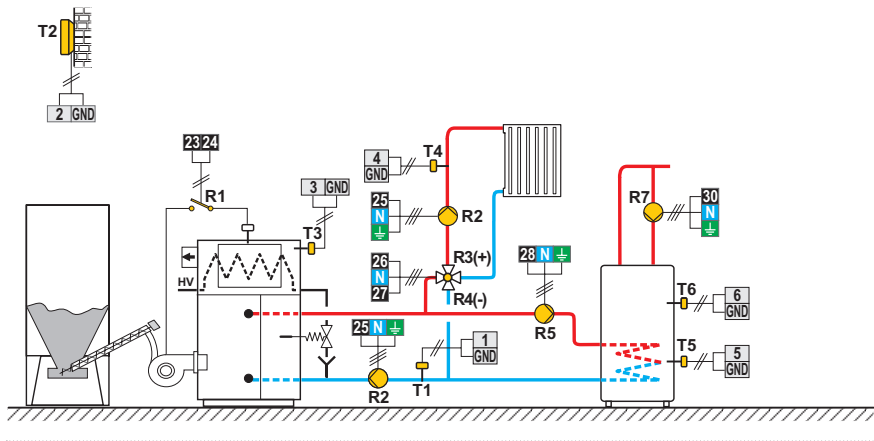 T2
2 GND
23 24
R1
3 GND
T3
HV
4
GND
T4
25
N
R2
26
N
27
R3(+)
R4(-)
28 N
R5
25 N
R2
1
GND
T1
R7
30
N
T6
6
GND
T5
5
GND